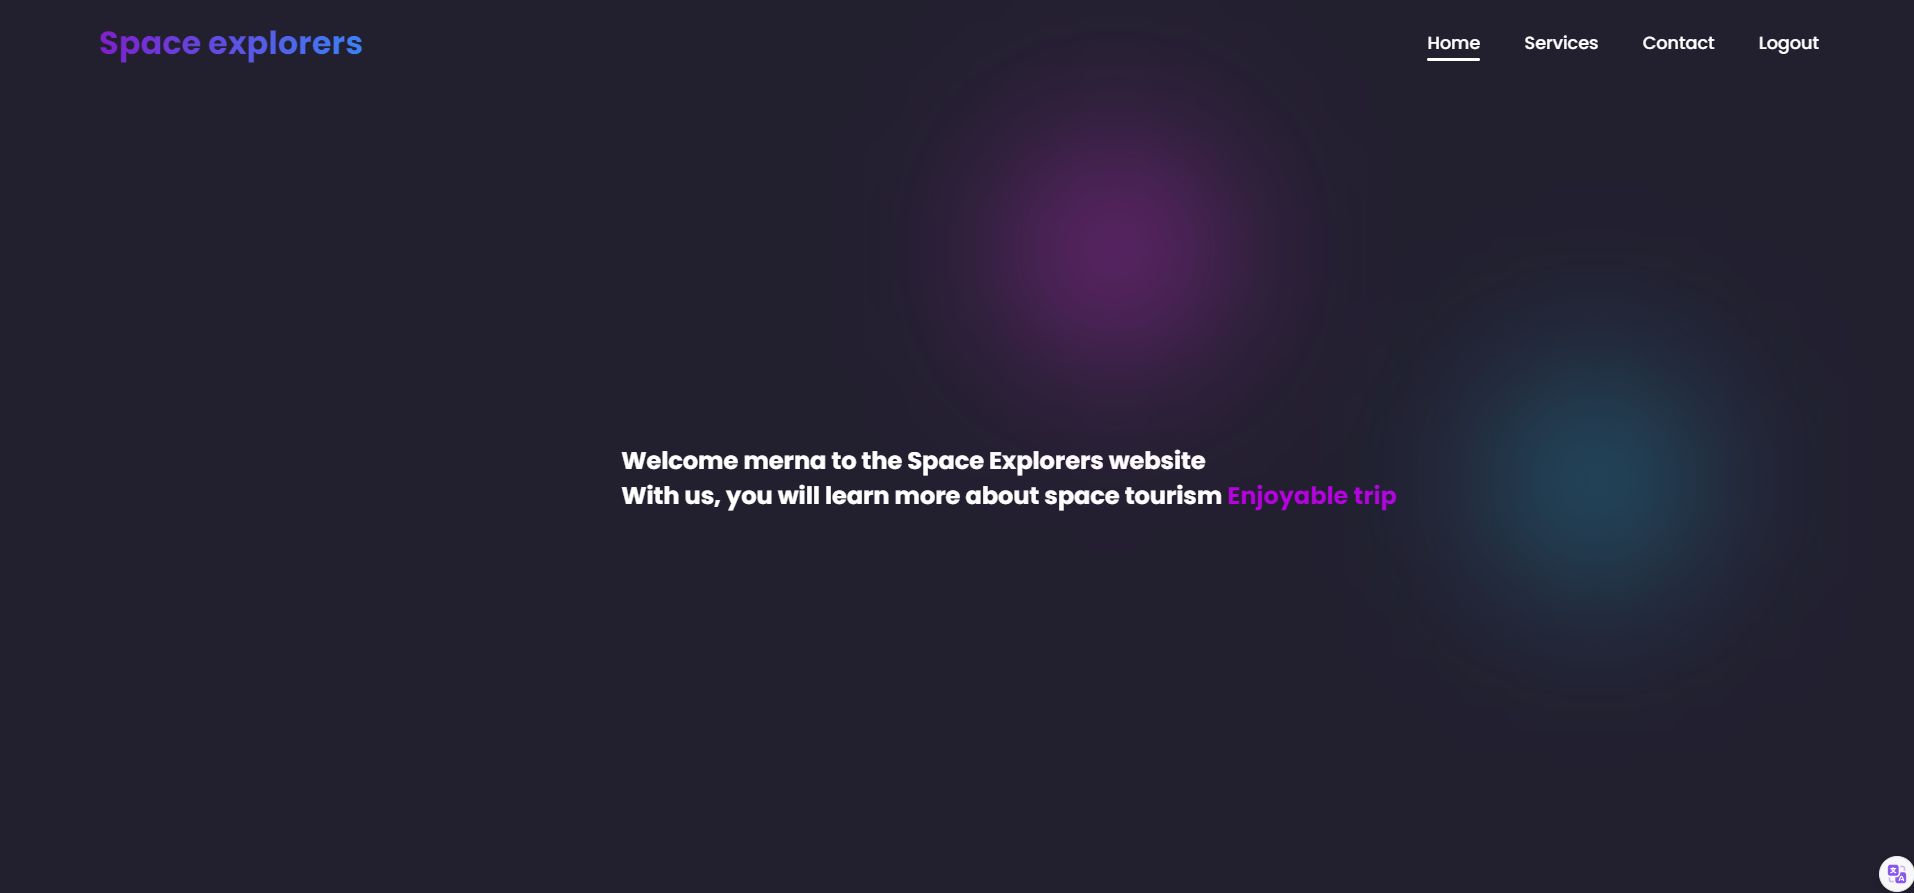 Space explorers
Home Services Contact Logout
Welcome merna to the Space Explorers website
With us, you will learn more about space tourism Enjoyable trip